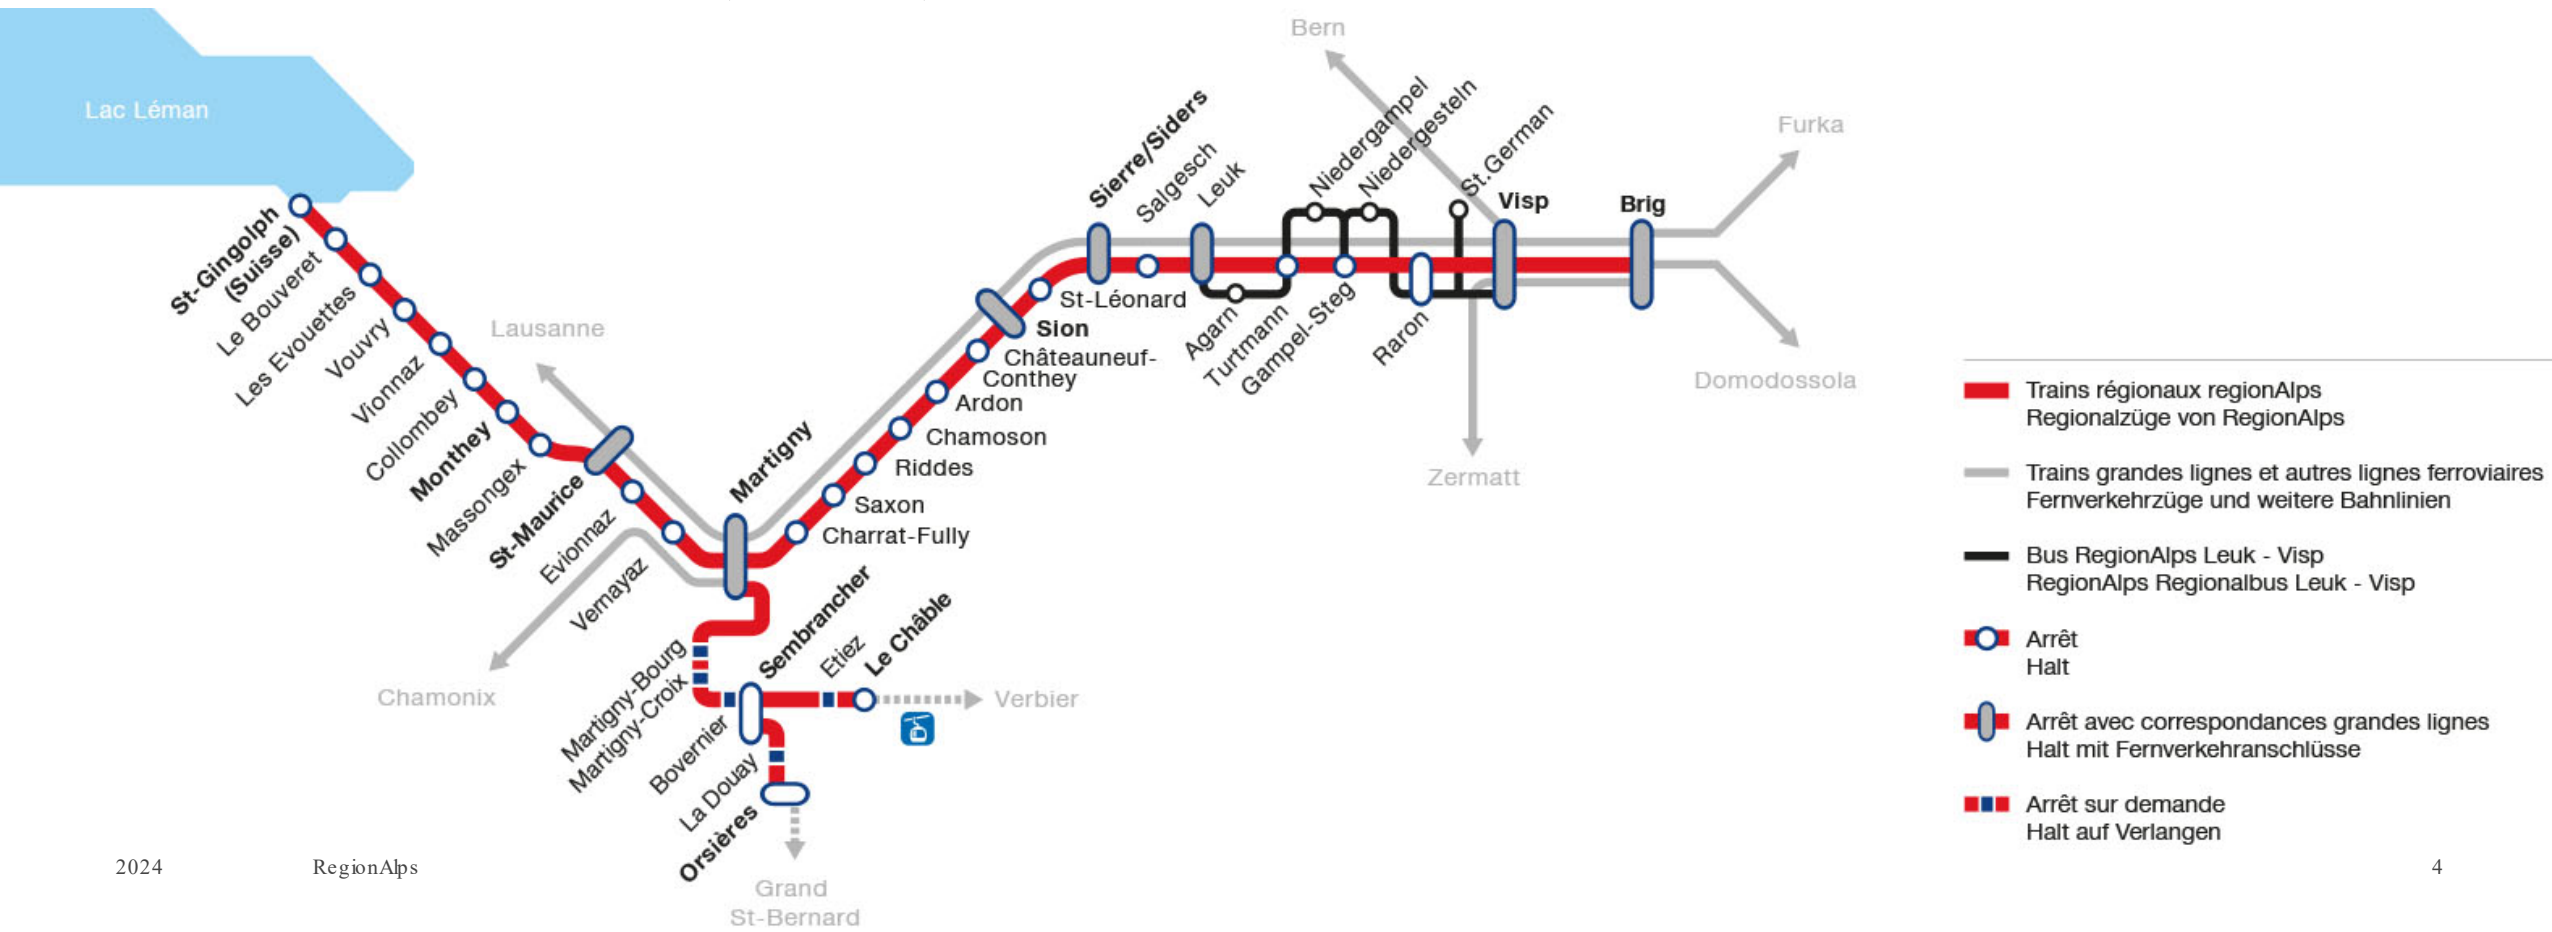 Bern
Lac Léman
Furka
Sierre/Siders
Salgesch
Leuk
Niedergampel
Niedergesteln
St.German
Visp
Brig
St-Gingolph
(Suisse)
Le Bouveret
Les Evouettes
Vouvry
Vionnaz
Collombey
Monthey
Massongex
St-Maurice
Evionnaz
Vernayaz
Lausanne
Martigny
St-Léonard
Sion
Châteauneuf-
Conthey
Ardon
Chamoson
Riddes
Saxon
Charrat-Fully
Agarn
Turtmann
Gampel-Steg
Raron
Zermatt
Domodossola
Chamonix
Martigny-Bourg
Martigny-Croix
Bovernier
Sembrancher
Etiez
Le Châble
Verbier
La Douay
Orsières
Grand
St-Bernard
Trains régionaux regionAlps
Regionalzüge von RegionAlps
Trains grandes lignes et autres lignes ferroviaires
Fernverkehrzüge und weitere Bahnlinien
Bus RegionAlps Leuk - Visp
RegionAlps Regionalbus Leuk - Visp
Arrêt
Halt
Arrêt avec correspondances grandes lignes
Halt mit Fernverkehranschlüsse
Arrêt sur demande
Halt auf Verlangen
2024
RegionAlps
4